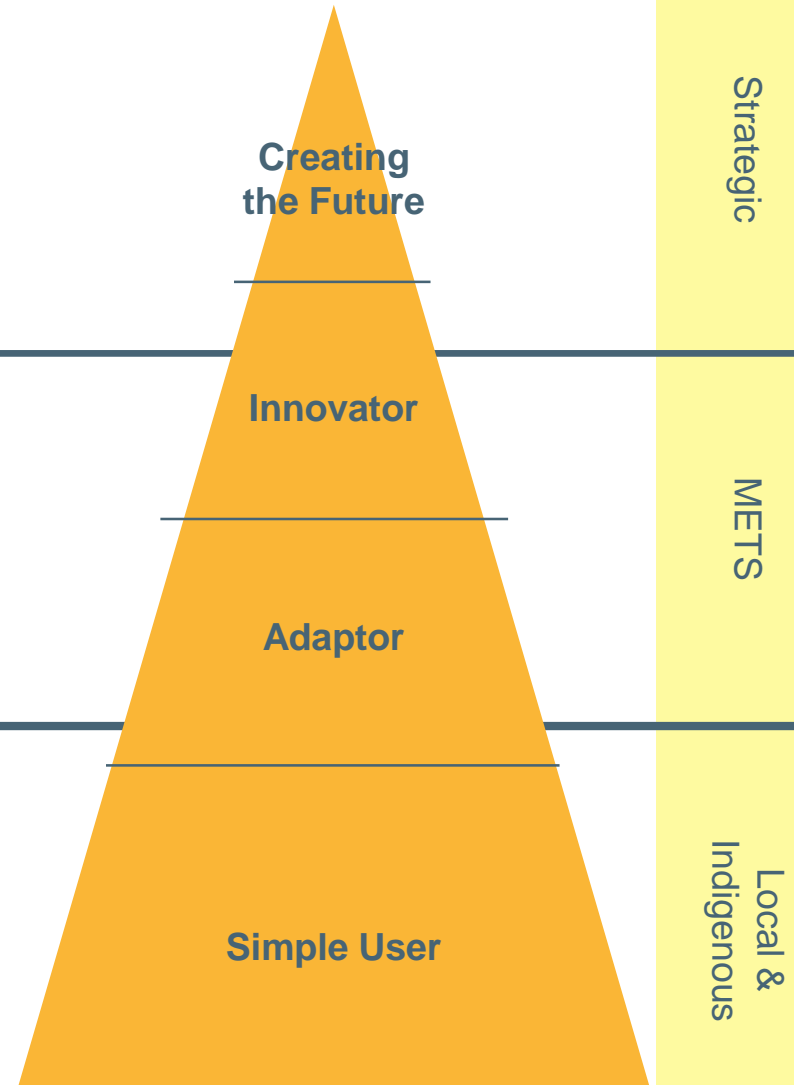 Creating
the Future
Strategic
Innovator
METS
Adaptor
Simple User
Local &
Indigenous